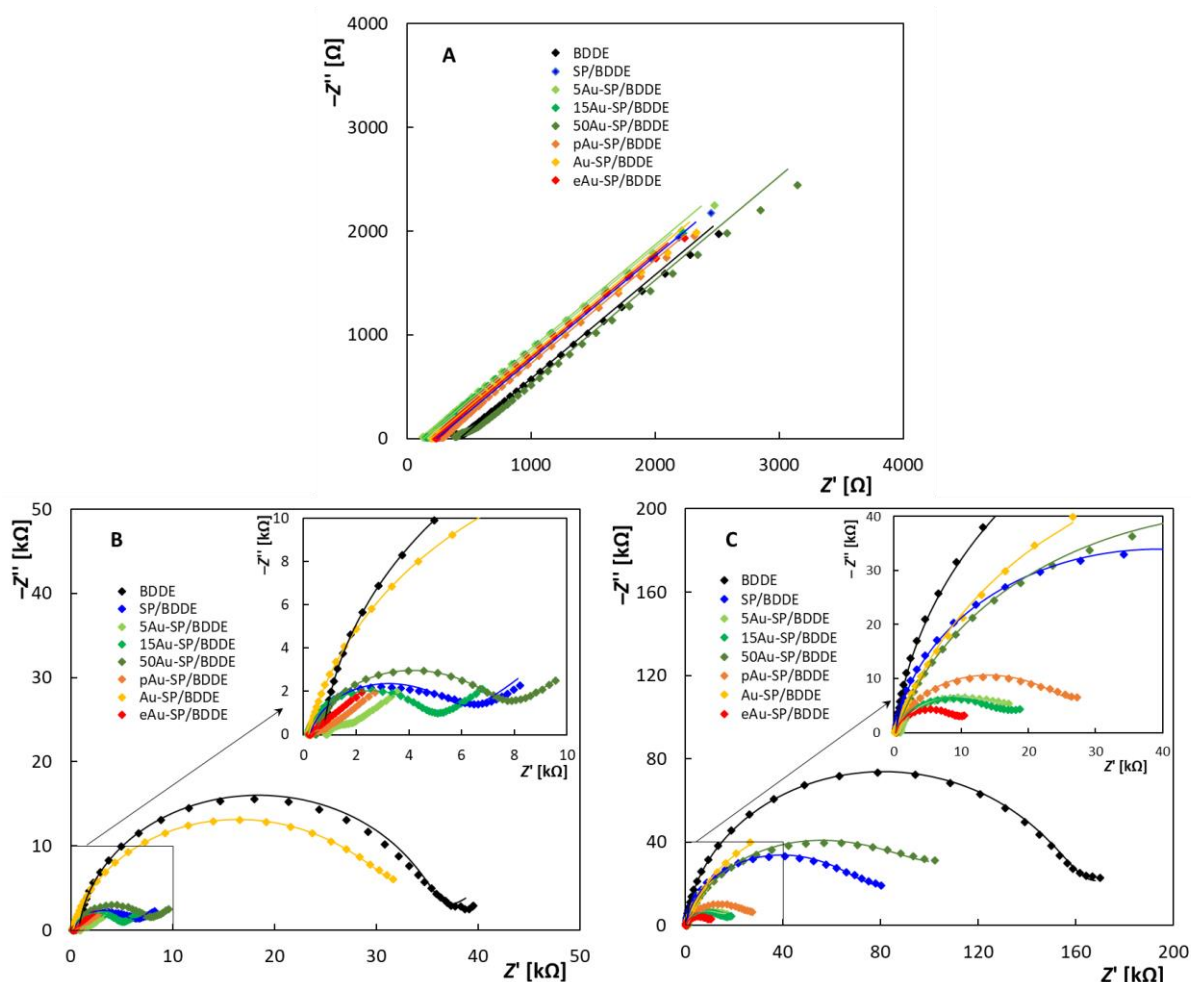 4000
A
BDDE
SP/BDDE
5Au-SP/BDDE
15Au-SP/BDDE
50Au-SP/BDDE
pAu-SP/BDDE
Au-SP/BDDE
eAu-SP/BDDE
−Z'' [Ω]
3000
2000
1000
0
0 1000 2000 3000 4000
Z' [Ω]
50
B
−Z'' [kΩ]
BDDE
SP/BDDE
5Au-SP/BDDE
15Au-SP/BDDE
50Au-SP/BDDE
pAu-SP/BDDE
Au-SP/BDDE
eAu-SP/BDDE
40
30
20
10
0
0 10 20 30 40 50
Z' [kΩ]
−Z'' [kΩ]
10
8
6
4
2
0
0 2 4 6 8 10
Z' [kΩ]
200
C
−Z'' [kΩ]
BDDE
SP/BDDE
5Au-SP/BDDE
15Au-SP/BDDE
50Au-SP/BDDE
pAu-SP/BDDE
Au-SP/BDDE
eAu-SP/BDDE
160
120
80
40
0
0 40 80 120 160 200
Z' [kΩ]
− Z'' [kΩ]
40
30
20
10
0
0 10 20 30 40
Z' [kΩ]